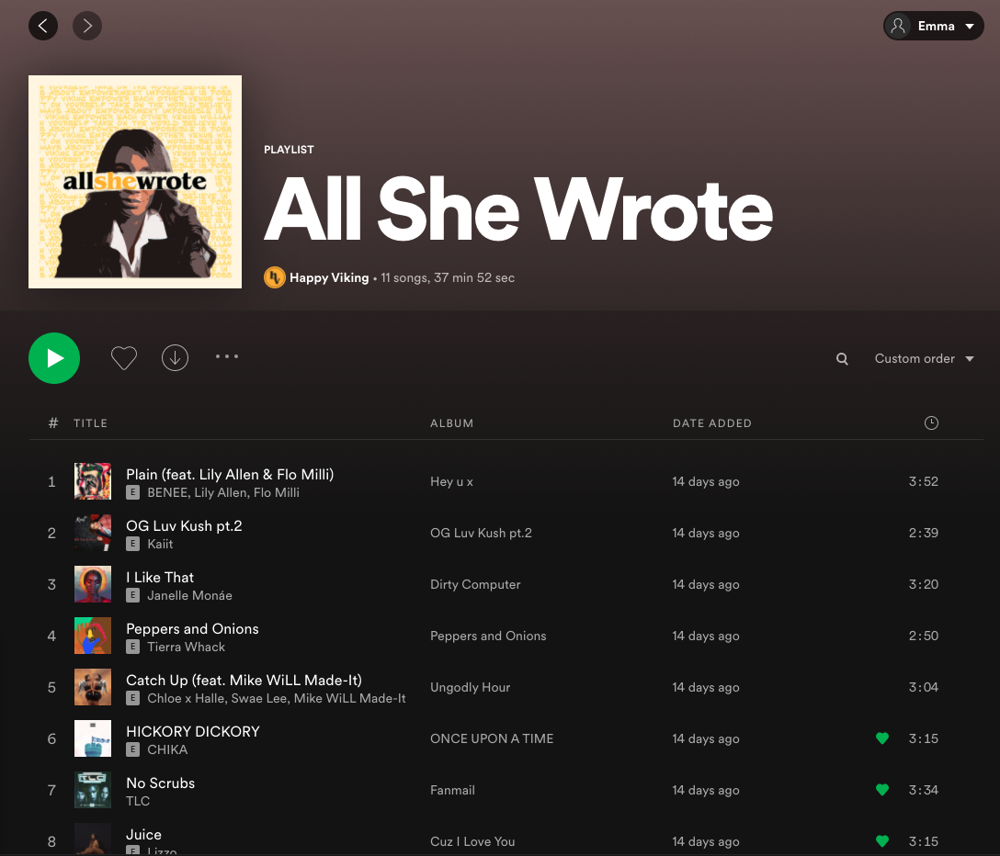 Emma
K YOURSELF TAKE ON THE WORLD BELIEVE IN
allshewrote
PLAYLIST
All She Wrote
Happy Viking • 11 songs, 37 min 52 sec
Custom order
# TITLE ALBUM DATE ADDED
1 Plain (feat. Lily Allen & Flo Milli) Hey u x 14 days ago 3:52
E BENEE, Lily Allen, Flo Milli
2 OG Luv Kush pt.2 OG Luv Kush pt.2 14 days ago 2:39
E Kaiit
3 I Like That Dirty Computer 14 days ago 3:20
E Janelle Monáe
4 Peppers and Onions Peppers and Onions 14 days ago 2:50
E Tierra Whack
5 Catch Up (feat. Mike WiLL Made-It) Ungodly Hour 14 days ago 3:04
E Chloe x Halle, Swae Lee, Mike WiLL Made-It
6 HICKORY DICKORY ONCE UPON A TIME 14 days ago 3:15
E CHIKA
7 No Scrubs Fanmail 14 days ago 3:34
TLC
8 Juice Cuz I Love You 14 days ago 3:15
E Lizzo